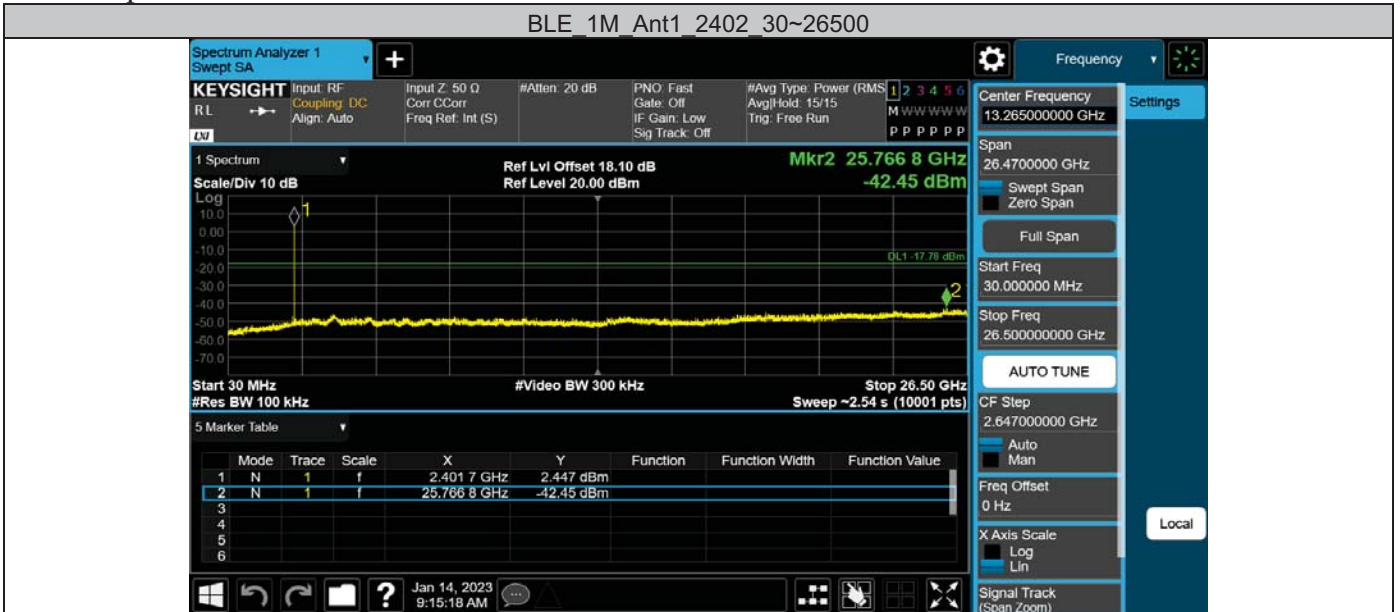 BLE_1M_Ant1_2402_30~26500
Spectrum Analyzer 1
Swept SA
+
Frequency
KEYSIGHT
RL
LXI
Input: RF
Coupling: DC
Align: Auto
Input Z: 50 Ω
Corr CCorr
Freq Ref: Int (S)
#Atten: 20 dB
PNO: Fast
Gate: Off
IF Gain: Low
Sig Track: Off
#Avg Type: Power (RMS
Avg|Hold: 15/15
Trig: Free Run
1 2 3 4 5 6
M W W W W W
P P P P P P
1 Spectrum
Scale/Div 10 dB
Ref Lvl Offset 18.10 dB
Ref Level 20.00 dBm
Mkr2 25.766 8 GHz
-42.45 dBm
Log
10.0
0.00
-10.0
-20.0
-30.0
-40.0
-50.0
-60.0
-70.0
1
DL1 -17.78 dBm
2
Start 30 MHz
#Video BW 300 kHz
Stop 26.50 GHz
#Res BW 100 kHz
Sweep ~2.54 s (10001 pts)
5 Marker Table
Mode Trace Scale X Y Function Function Width Function Value
1 N 1 f 2.401 7 GHz 2.447 dBm
2 N 1 f 25.766 8 GHz -42.45 dBm
3
4
5
6
?
Jan 14, 2023
9:15:18 AM
Center Frequency
13.265000000 GHz
Settings
Span
26.4700000 GHz
Swept Span
Zero Span
Full Span
Start Freq
30.000000 MHz
Stop Freq
26.500000000 GHz
AUTO TUNE
CF Step
2.647000000 GHz
Auto
Man
Freq Offset
0 Hz
Local
X Axis Scale
Log
Lin
Signal Track
(Span Zoom)